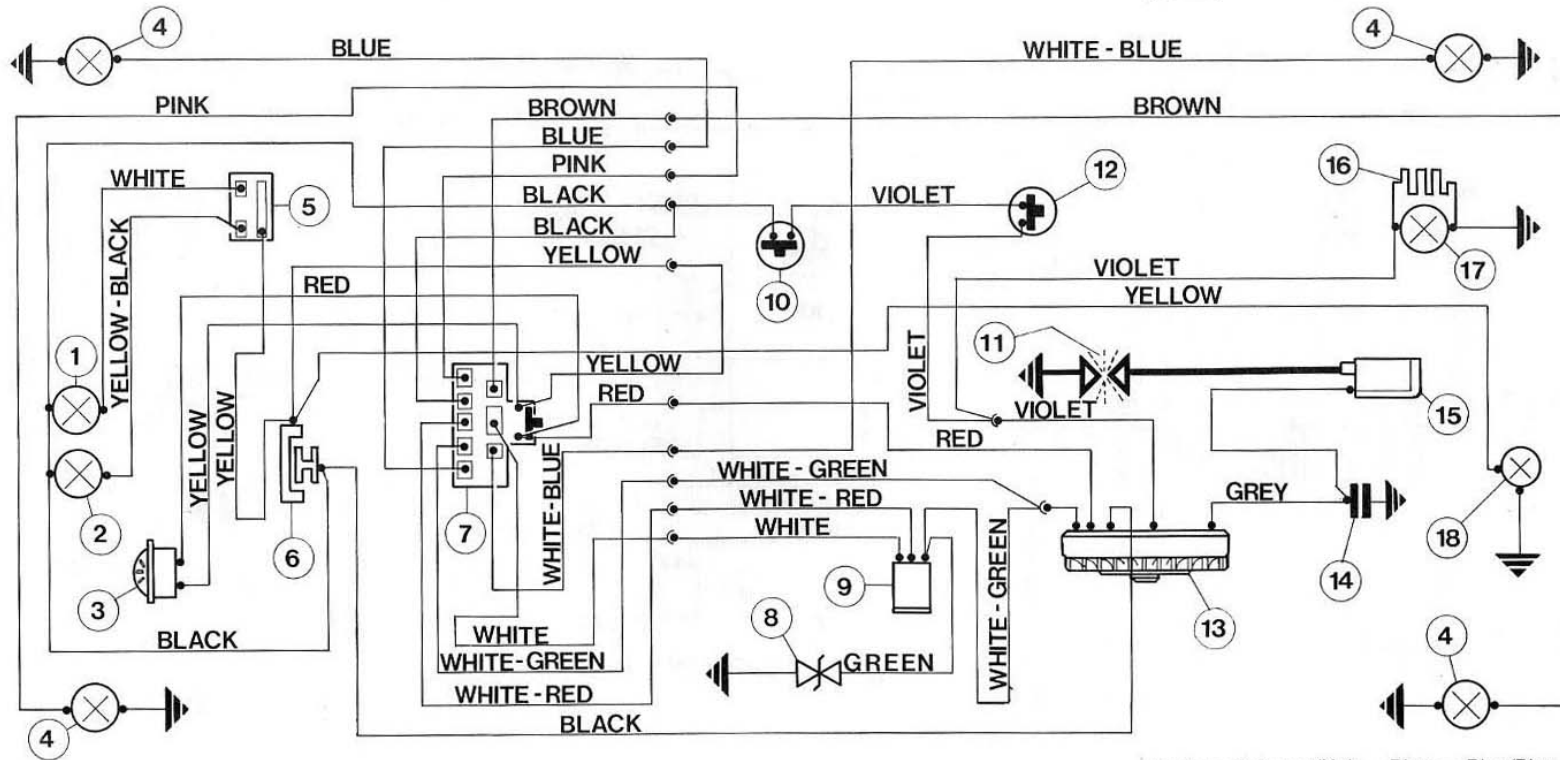 4
BLUE
WHITE - BLUE
4
PINK
BROWN
BROWN
BLUE
PINK
WHITE
5
BLACK
VIOLET
12
16
BLACK
YELLOW
17
RED
10
VIOLET
YELLOW
YELLOW - BLACK
1
11
YELLOW
VIOLET
RED
VIOLET
15
RED
YELLOW
YELLOW
WHITE-BLUE
WHITE - GREEN
2
6
7
WHITE - RED
GREY
WHITE
14
18
3
9
WHITE - GREEN
13
BLACK
WHITE
8
4
WHITE-GREEN
GREEN
WHITE - RED
4
BLACK